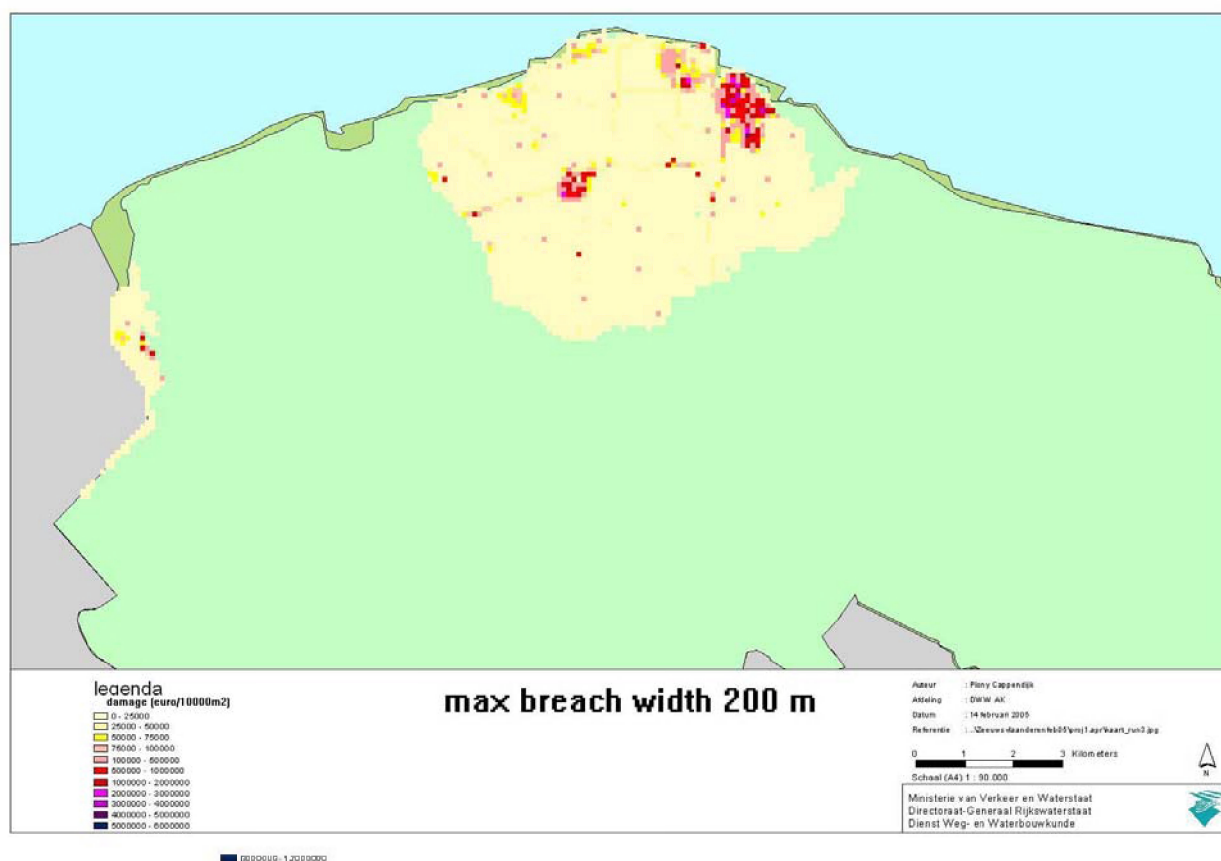 legenda
damage (euro/10000m2)
0 - 25000
25000 - 50000
50000 - 75000
75000 - 100000
100000 - 500000
500000 - 1000000
1000000 - 2000000
2000000 - 3000000
3000000 - 4000000
4000000 - 5000000
5000000 - 6000000
max breach width 200 m
Auteur : Plony Cappendijk
Afdeling : DWW AK
Datum : 14 februari 2005
Referentie
0 1 2 3 Kilometers
Schaal (A4) 1 : 90.000
N
Ministerie van Verkeer en Waterstaat
Directoraat-Generaal Rijkswaterstaat
Dienst Weg- en Waterbouwkunde